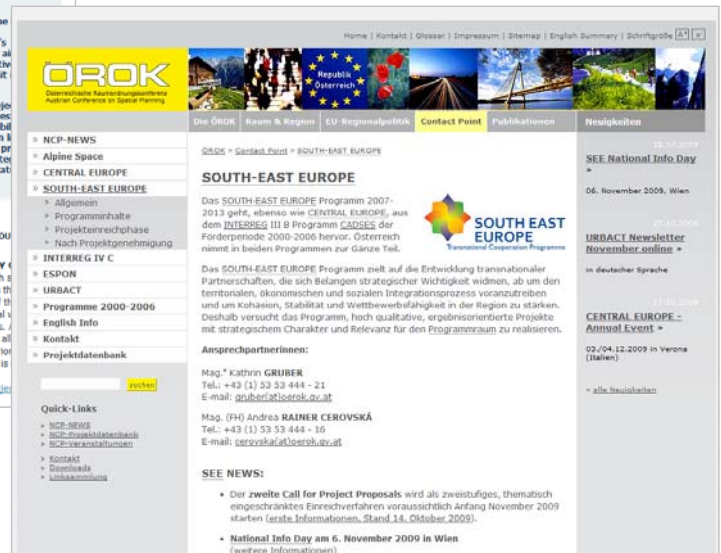 Home | Kontakt | Glossar | Impressum | Sitemap | English Summary | Schriftgröße A+ a-
ÖROK
Österreichische Raumordnungskonferenz
Austrian Conference on Spatial Planning
Republik
Österreich
Die ÖROK
Raum & Region
EU-Regionalpolitik
Contact Point
Publikationen
Neuigkeiten
» NCP-NEWS
» Alpine Space
» CENTRAL EUROPE
» SOUTH-EAST EUROPE
» Allgemein
» Programminhalte
» Projekteinreichphase
» Nach Projektgenehmigung
» INTERREG IV C
» ESPON
» URBACT
» Programme 2000-2006
» English Info
» Kontakt
» Projektdatenbank
suchen
Quick-Links
» NCP-NEWS
» NCP-Projektdatenbank
» NCP-Veranstaltungen
» Kontakt
» Downloads
» Linksammlung
ÖROK > Contact Point > SOUTH-EAST EUROPE
SOUTH-EAST EUROPE
Das SOUTH-EAST EUROPE Programm 2007-
2013 geht, ebenso wie CENTRAL EUROPE, aus
dem INTERREG III B Programm CADSES der
Förderperiode 2000-2006 hervor. Österreich
nimmt in beiden Programmen zur Gänze Teil.
SOUTH EAST
EUROPE
Transnational Cooperation Programme
Das SOUTH-EAST EUROPE Programm zielt auf die Entwicklung transnationaler
Partnerschaften, die sich Belangen strategischer Wichtigkeit widmen, ab um den
territorialen, ökonomischen und sozialen Integrationsprozess voranzutreiben
und um Kohäsion, Stabilität und Wettbewerbsfähigkeit in der Region zu stärken.
Deshalb versucht das Programm, hoch qualitative, ergebnisorientierte Projekte
mit strategischem Charakter und Relevanz für den Programmraum zu realisieren.
Ansprechpartnerinnen:
Mag.a Kathrin GRUBER
Tel.: +43 (1) 53 53 444 - 21
E-mail: gruber(at)oerok.gv.at
Mag. (FH) Andrea RAINER CEROVSKÁ
Tel.: +43 (1) 53 53 444 - 16
E-mail: cerovska(at)oerok.gv.at
SEE NEWS:
• Der zweite Call for Project Proposals wird als zweistufiges, thematisch
eingeschränktes Einreichverfahren voraussichtlich Anfang November 2009
starten (erste Informationen, Stand 14. Oktober 2009).
• National Info Day am 6. November 2009 in Wien
(weitere Informationen)
SEE National Info Day
»
06. November 2009, Wien
URBACT Newsletter
November online »
in deutscher Sprache
CENTRAL EUROPE -
Annual Event »
03./04.12.2009 in Verona
(Italien)
» alle Neuigkeiten